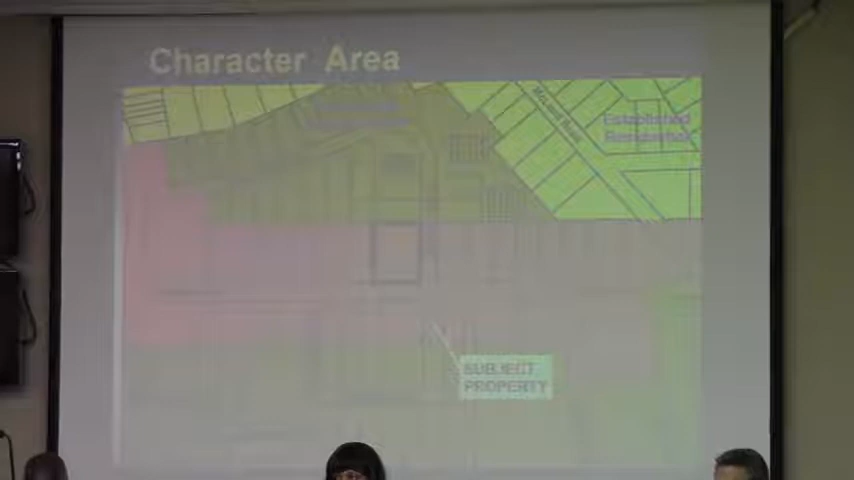 Character Area
Established
Residential
SUBJECT
PROPERTY